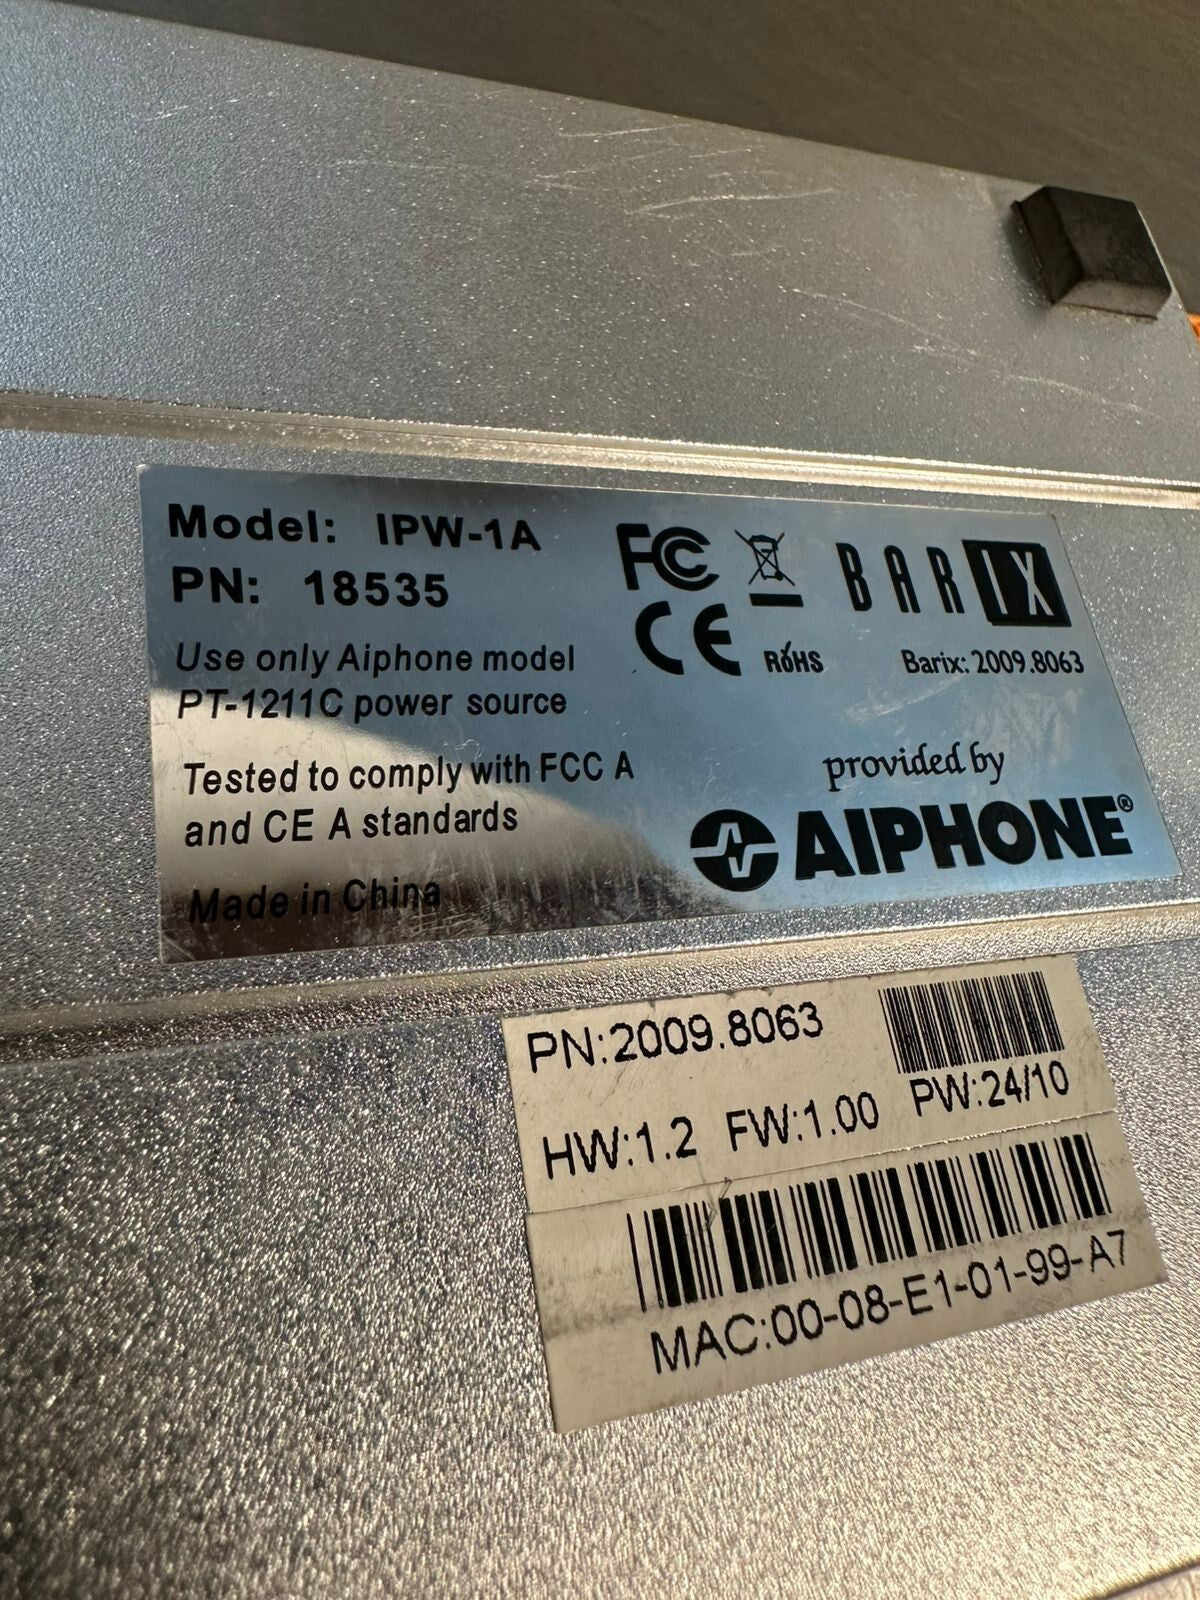 Model: IPW-1A
PN: 18535
Use only Aiphone model
PT-1211C power source
Tested to comply with FCC A
and CE A standards
Made in China
FC
CE
RoHS
BARIX
Barix: 2009.8063
provided by
AIPHONE®
PN:2009.8063
HW:1.2 FW:1.00 PW:24/10
MAC:00-08-E1-01-99-A7